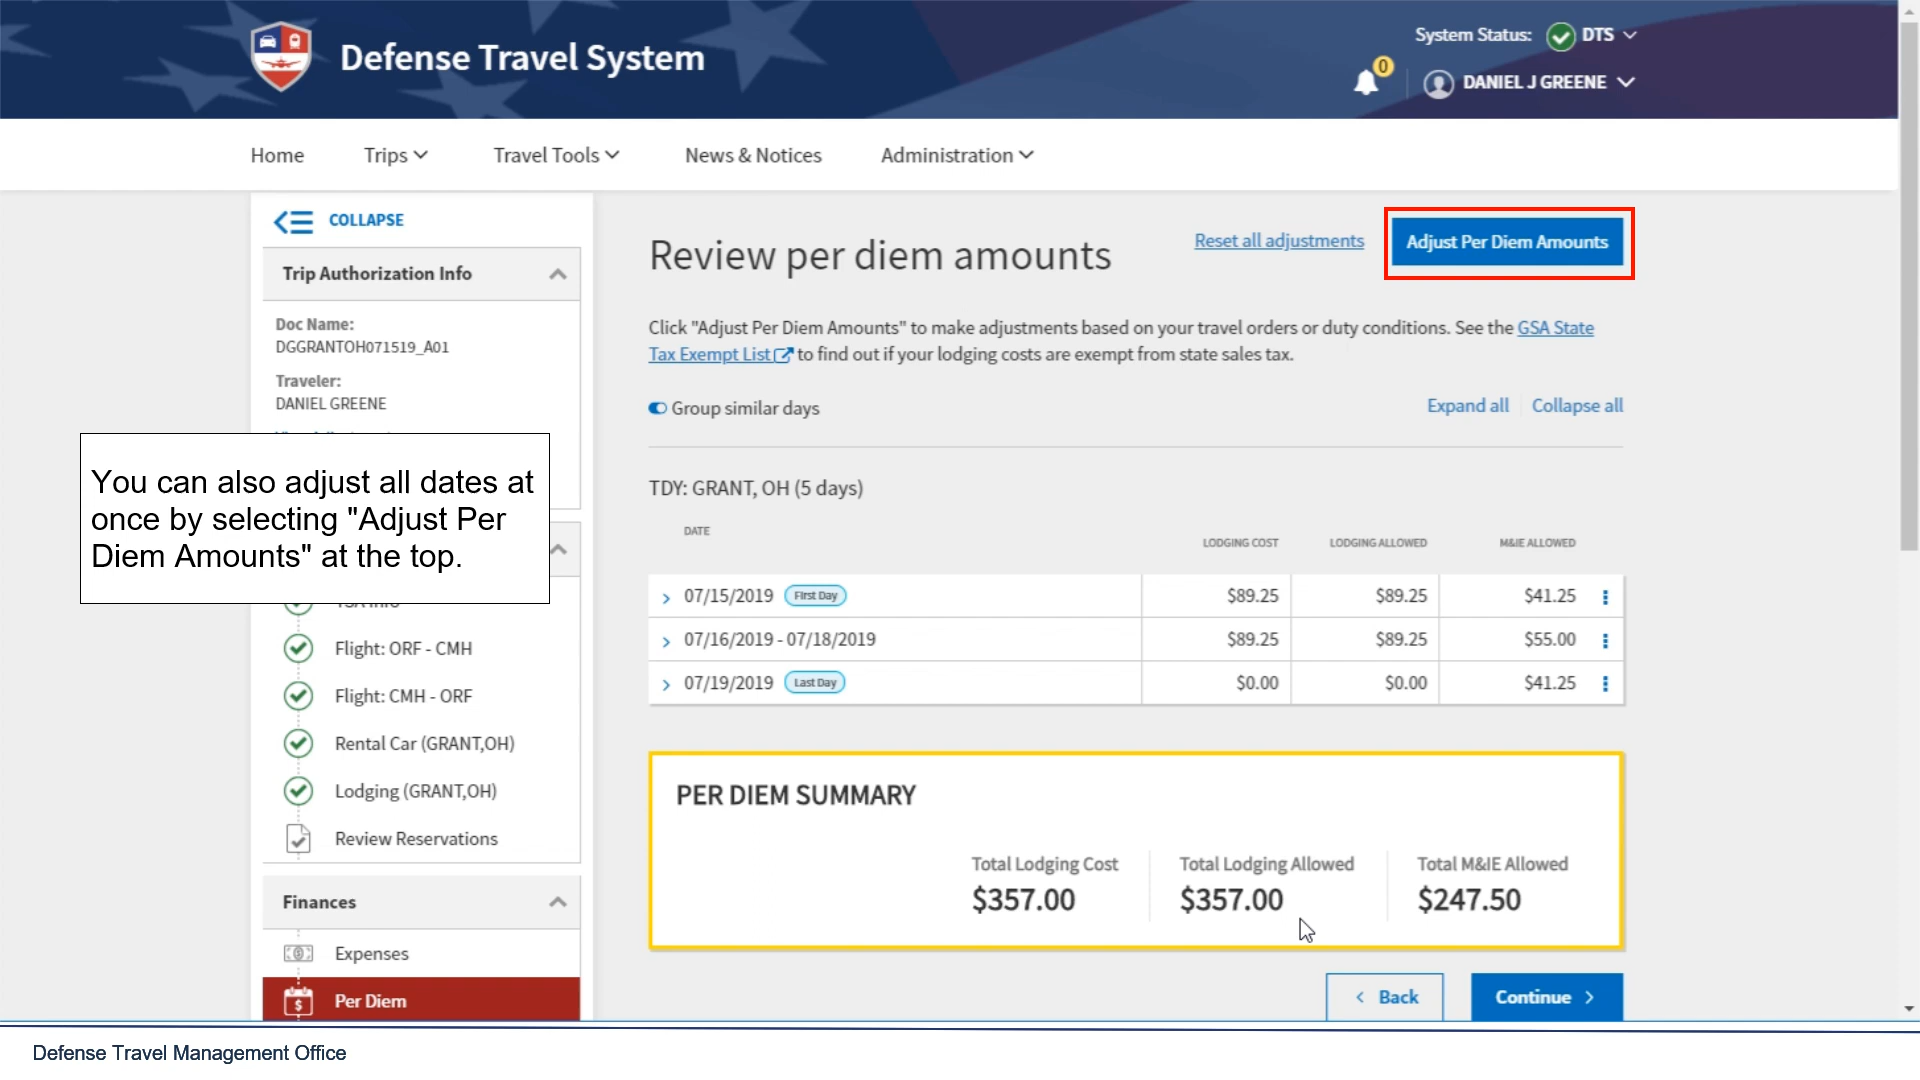 Defense Travel System
System Status: DTS
0
DANIEL J GREENE
Home
Trips
Travel Tools
News & Notices
Administration
COLLAPSE
Trip Authorization Info
Doc Name:
DGGRANTOH071519_A01
Traveler:
DANIEL GREENE
You can also adjust all dates at
once by selecting "Adjust Per
Diem Amounts" at the top.
Flight: ORF - CMH
Flight: CMH - ORF
Rental Car (GRANT,OH)
Lodging (GRANT,OH)
Review Reservations
Finances
Expenses
Per Diem
Review per diem amounts
Reset all adjustments
Adjust Per Diem Amounts
Click "Adjust Per Diem Amounts" to make adjustments based on your travel orders or duty conditions. See the GSA State
Tax Exempt List to find out if your lodging costs are exempt from state sales tax.
Group similar days
Expand all
Collapse all
TDY: GRANT, OH (5 days)
DATE LODGING COST LODGING ALLOWED M&IE ALLOWED
07/15/2019 First Day $89.25 $89.25 $41.25
07/16/2019 - 07/18/2019 $89.25 $89.25 $55.00
07/19/2019 Last Day $0.00 $0.00 $41.25
PER DIEM SUMMARY
Total Lodging Cost Total Lodging Allowed Total M&IE Allowed
$357.00 $357.00 $247.50
Back
Continue
Defense Travel Management Office